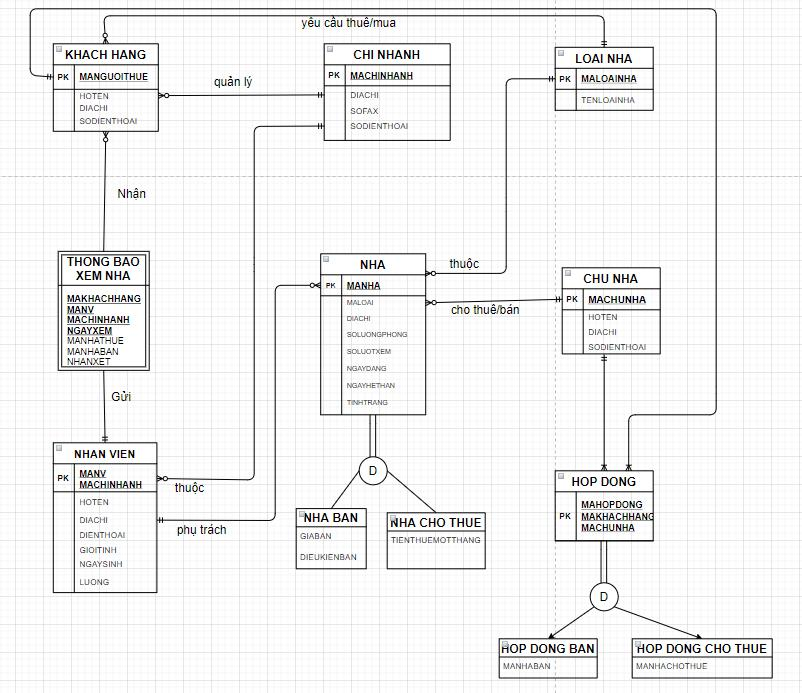 yêu cầu thuê/mua
KHACH HANG
PK MANGUOITHUE
HOTEN
DIACHI
SODIENTHOAI
quản lý
CHI NHANH
PK MACHINHANH
DIACHI
SOFAX
SODIENTHOAI
LOAI NHA
PK MALOAINHA
TENLOAINHA
Nhận
THONG BAO
XEM NHA
MAKHACHHANG
MANV
MACHINHANH
NGAYXEM
MANHATHUE
MANHABAN
NHANXET
Gửi
NHA
PK MANHA
MALOAI
DIACHI
SOLUONGPHONG
SOLUOTXEM
NGAYDANG
NGAYHETHAN
TINHTRANG
thuộc
cho thuê/bán
CHU NHA
PK MACHUNHA
HOTEN
DIACHI
SODIENTHOAI
NHAN VIEN
PK MANV
MACHINHANH
HOTEN
DIACHI
DIENTHOAI
GIOITINH
NGAYSINH
LUONG
thuộc
phụ trách
D
NHA BAN
GIABAN
DIEUKIENBAN
NHA CHO THUE
TIENTHUEMOTTHANG
HOP DONG
PK MAHOPDONG
MAKHACHHANG
MACHUNHA
D
HOP DONG BAN
MANHABAN
HOP DONG CHO THUE
MANHACHOTHUE